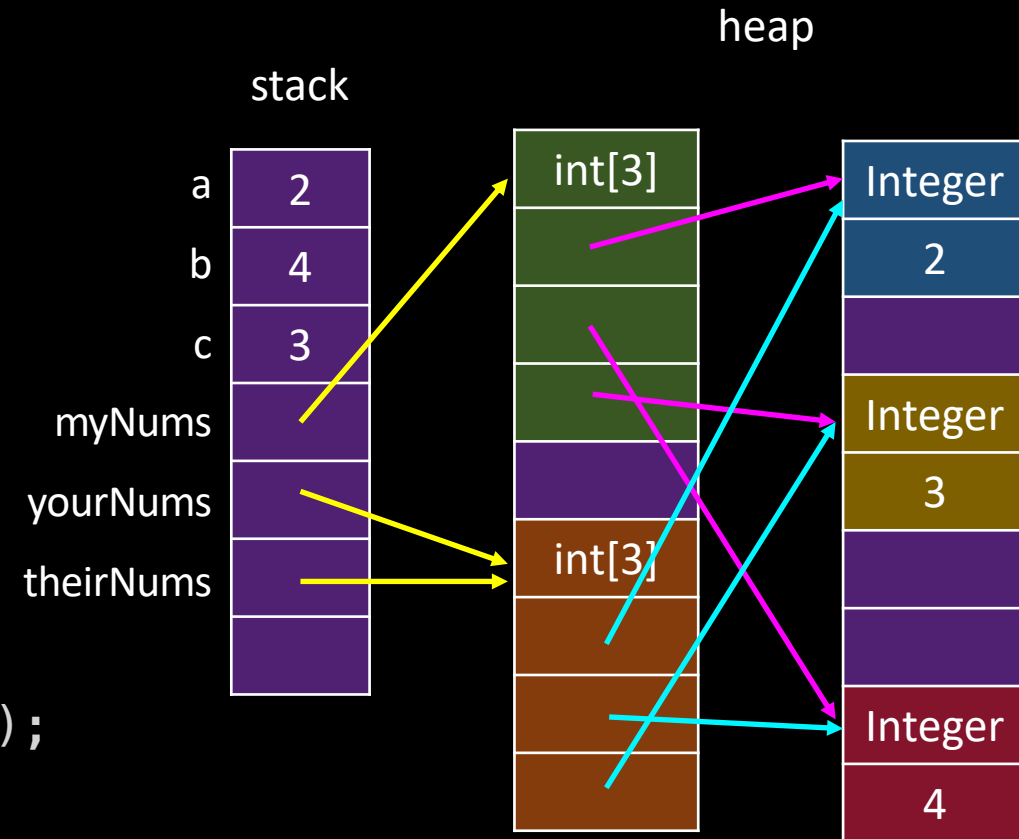 heap
stack
a 2
b 4
c 3
myNums
yourNums
theirNums
);
int[3]
int[3]
Integer
2
Integer
3
Integer
4